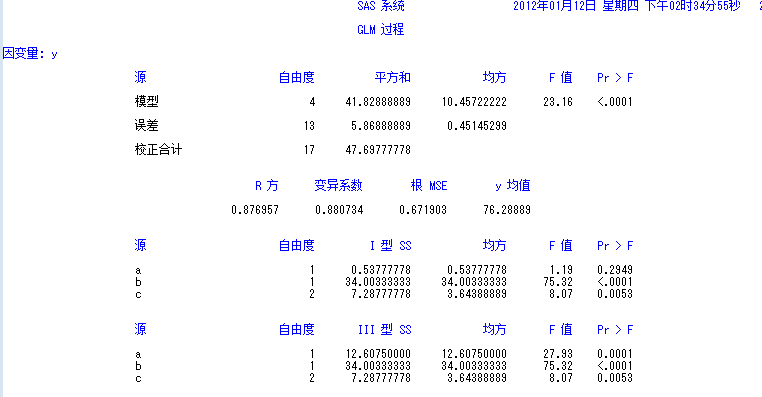 SAS 系统 2012年01月12日 星期四 下午02时34分55秒 2
GLM 过程
因变量: y
源 自由度 平方和 均方 F 值 Pr > F
模型 4 41.82888889 10.45722222 23.16 <.0001
误差 13 5.86888889 0.45145299
校正合计 17 47.69777778
R 方 变异系数 根 MSE y 均值
0.876957 0.880734 0.671903 76.28889
源 自由度 I 型 SS 均方 F 值 Pr > F
a 1 0.53777778 0.53777778 1.19 0.2949
b 1 34.00333333 34.00333333 75.32 <.0001
c 2 7.28777778 3.64388889 8.07 0.0053
源 自由度 III 型 SS 均方 F 值 Pr > F
a 1 12.60750000 12.60750000 27.93 0.0001
b 1 34.00333333 34.00333333 75.32 <.0001
c 2 7.28777778 3.64388889 8.07 0.0053